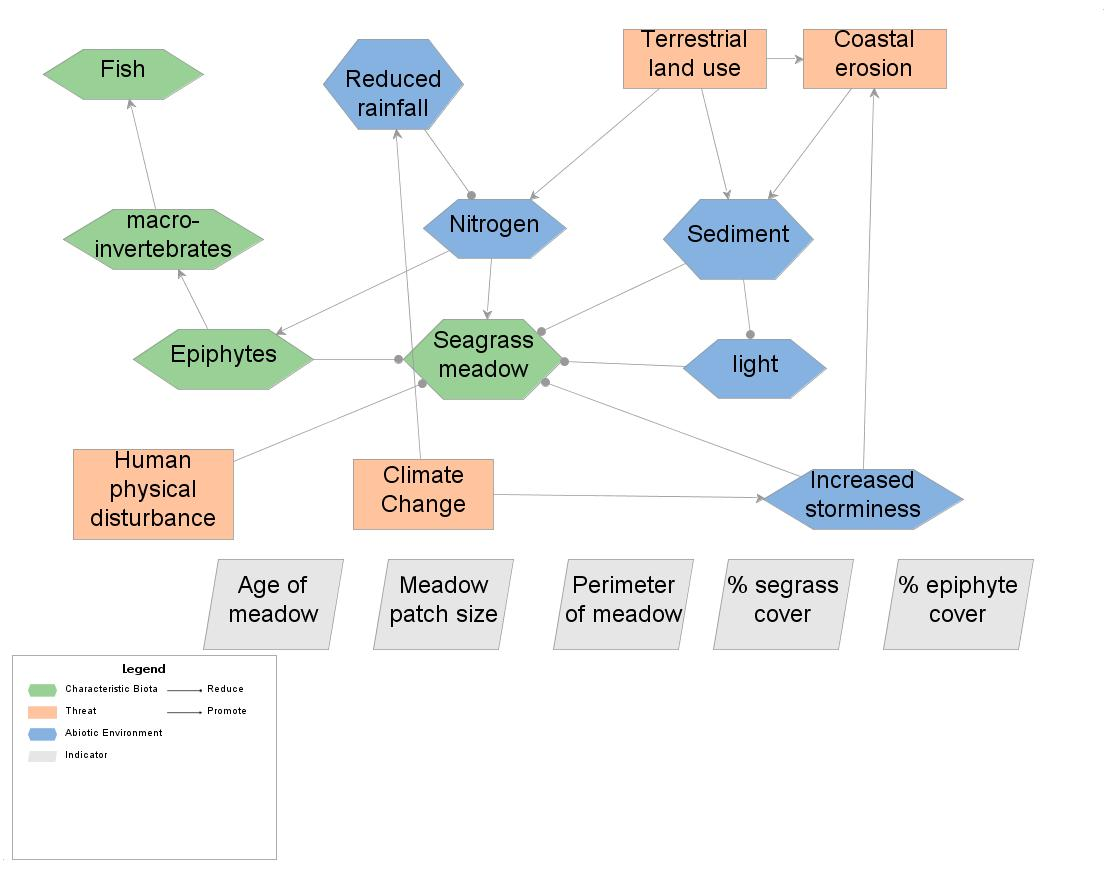 Fish
Reduced
rainfall
Terrestrial
land use
Coastal
erosion
macro-
invertebrates
Nitrogen
Sediment
Epiphytes
Seagrass
meadow
light
Human
physical
disturbance
Climate
Change
Increased
storminess
Age of
meadow
Meadow
patch size
Perimeter
of meadow
% segrass
cover
% epiphyte
cover
Legend
Characteristic Biota
Reduce
Threat
Promote
Abiotic Environment
Indicator